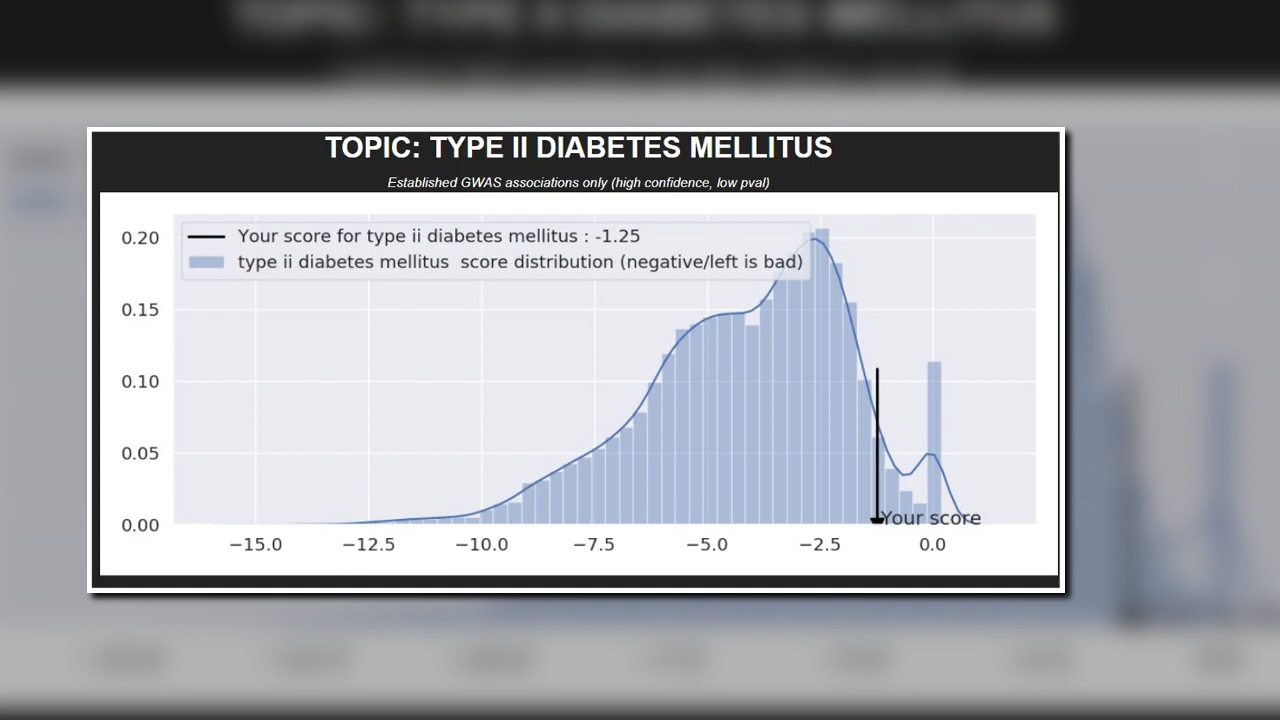 TOPIC: TYPE II DIABETES MELLITUS
Established GWAS associations only (high confidence, low pval)
Your score for type ii diabetes mellitus : -1.25
type ii diabetes mellitus  score distribution (negative/left is bad)
0.20
0.15
0.10
0.05
0.00
Your score
−15.0 −12.5 −10.0 −7.5 −5.0 −2.5 0.0